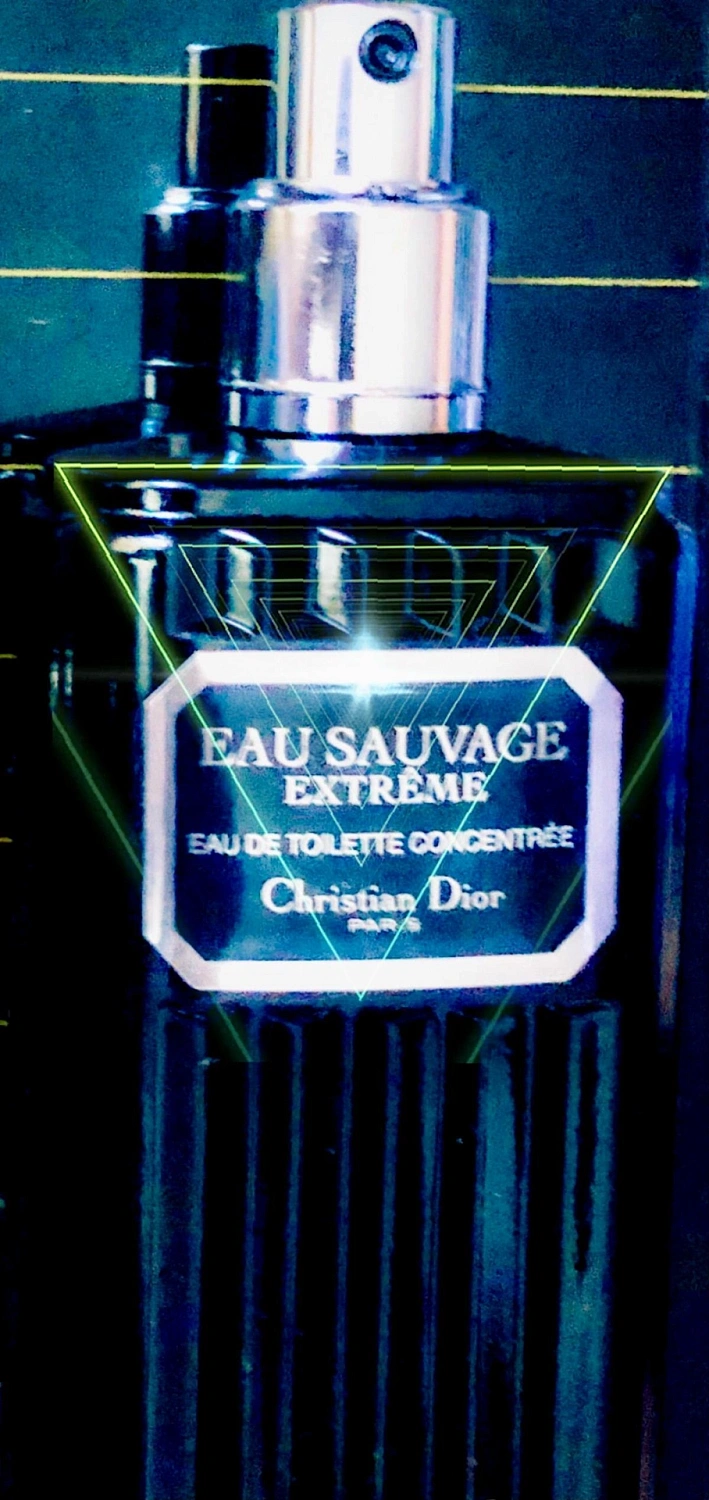 EAU SAUVAGE
EXTRÊME
EAU DE TOILETTE CONCENTRÉE
Christian Dior
PARIS